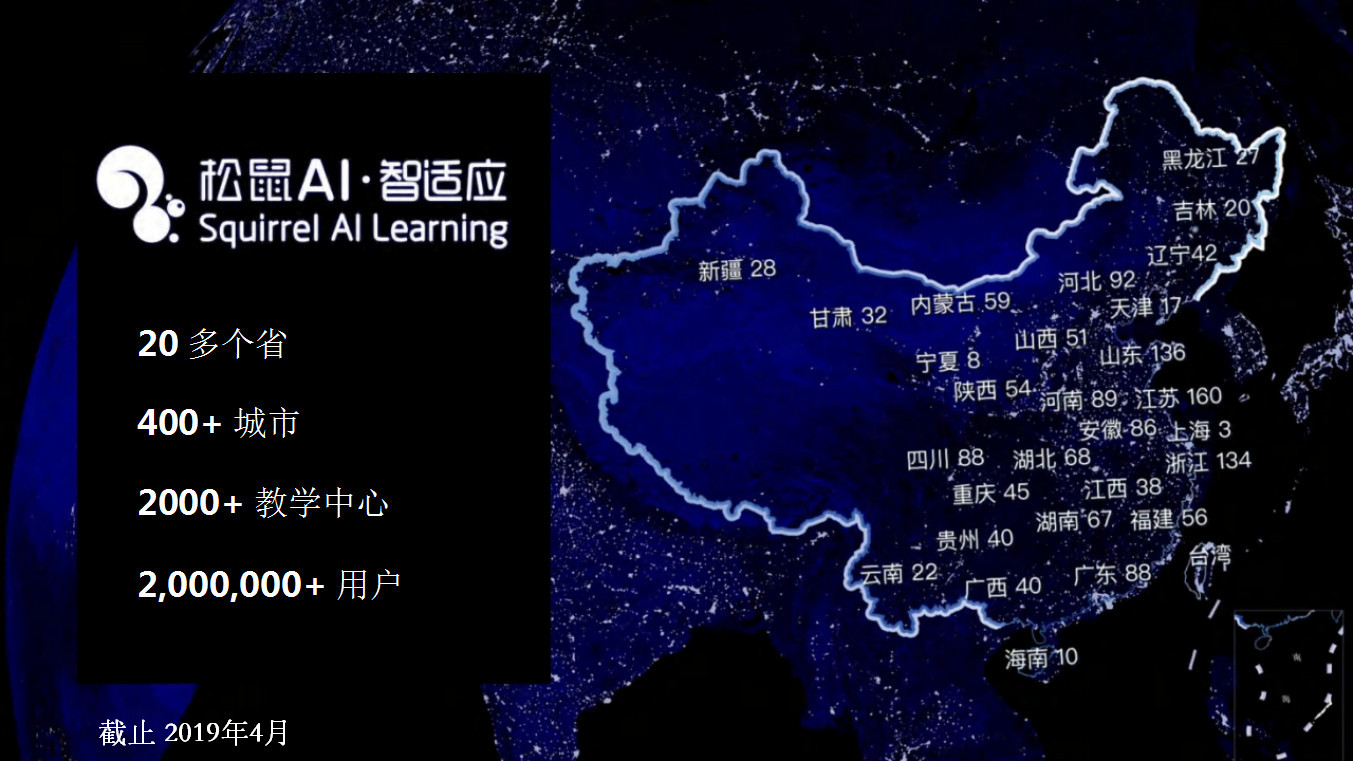 松鼠AI·智适应
Squirrel AI Learning
20 多个省
400+ 城市
2000+ 教学中心
2,000,000+ 用户
截止 2019年4月
黑龙江 27
吉林 20
辽宁42
新疆 28
河北 92
甘肃 32
内蒙古 59
天津 17
山西 51
宁夏 8
山东 136
陕西 54
河南 89
江苏 160
安徽 86
上海 3
四川 88
湖北 68
浙江 134
重庆 45
江西 38
湖南 67
福建 56
贵州 40
台湾
云南 22
广西 40
广东 88
海南 10
南
海